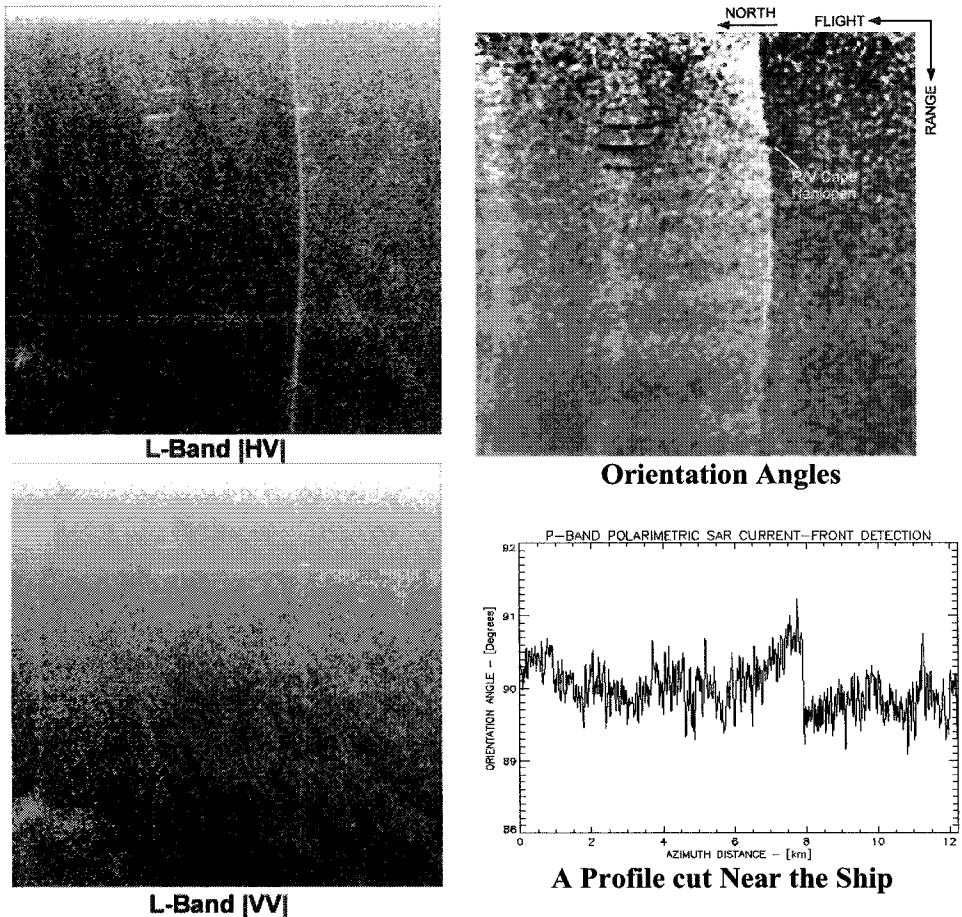 NORTH
FLIGHT
RANGE
R/V Cape
Henlopen
L-Band |HV|
Orientation Angles
P-BAND POLARIMETRIC SAR CURRENT-FRONT DETECTION
ORIENTATION ANGLE - [Degrees]
92
91
90
89
88
0
2
4
6
8
10
12
AZIMUTH DISTANCE - [km]
A Profile cut Near the Ship
L-Band |VV|